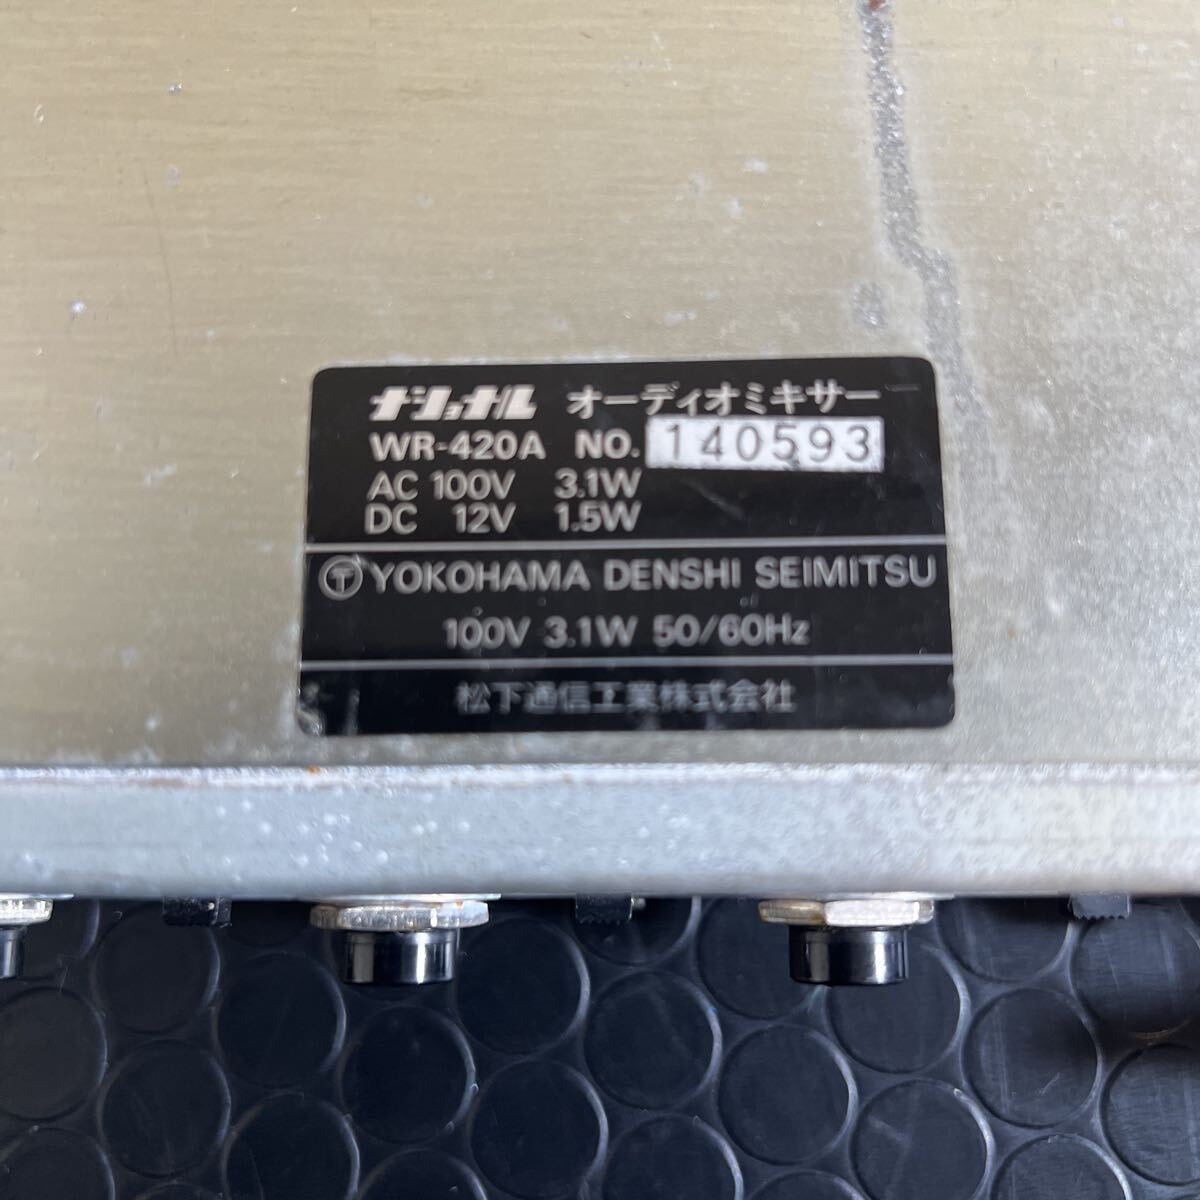 ナショナル オーディオミキサー
WR-420A NO. 140593
AC 100V 3.1W
DC 12V 1.5W
〒 YOKOHAMA DENSHI SEIMITSU
100V 3.1W 50/60Hz
松下通信工業株式会社